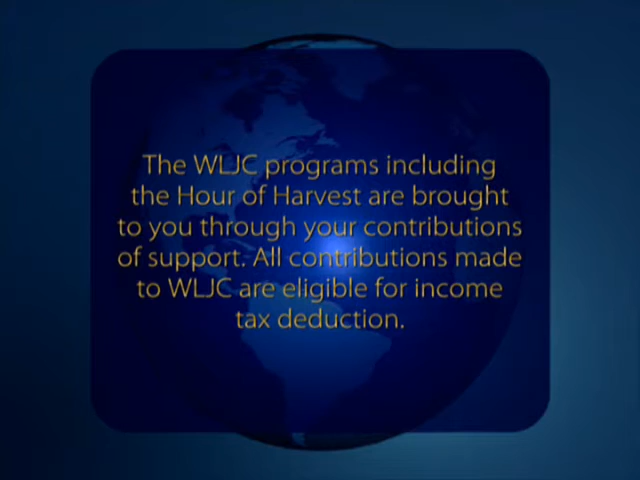 The WLJC programs including
the Hour of Harvest are brought
to you through your contributions
of support. All contributions made
to WLJC are eligible for income
tax deduction.